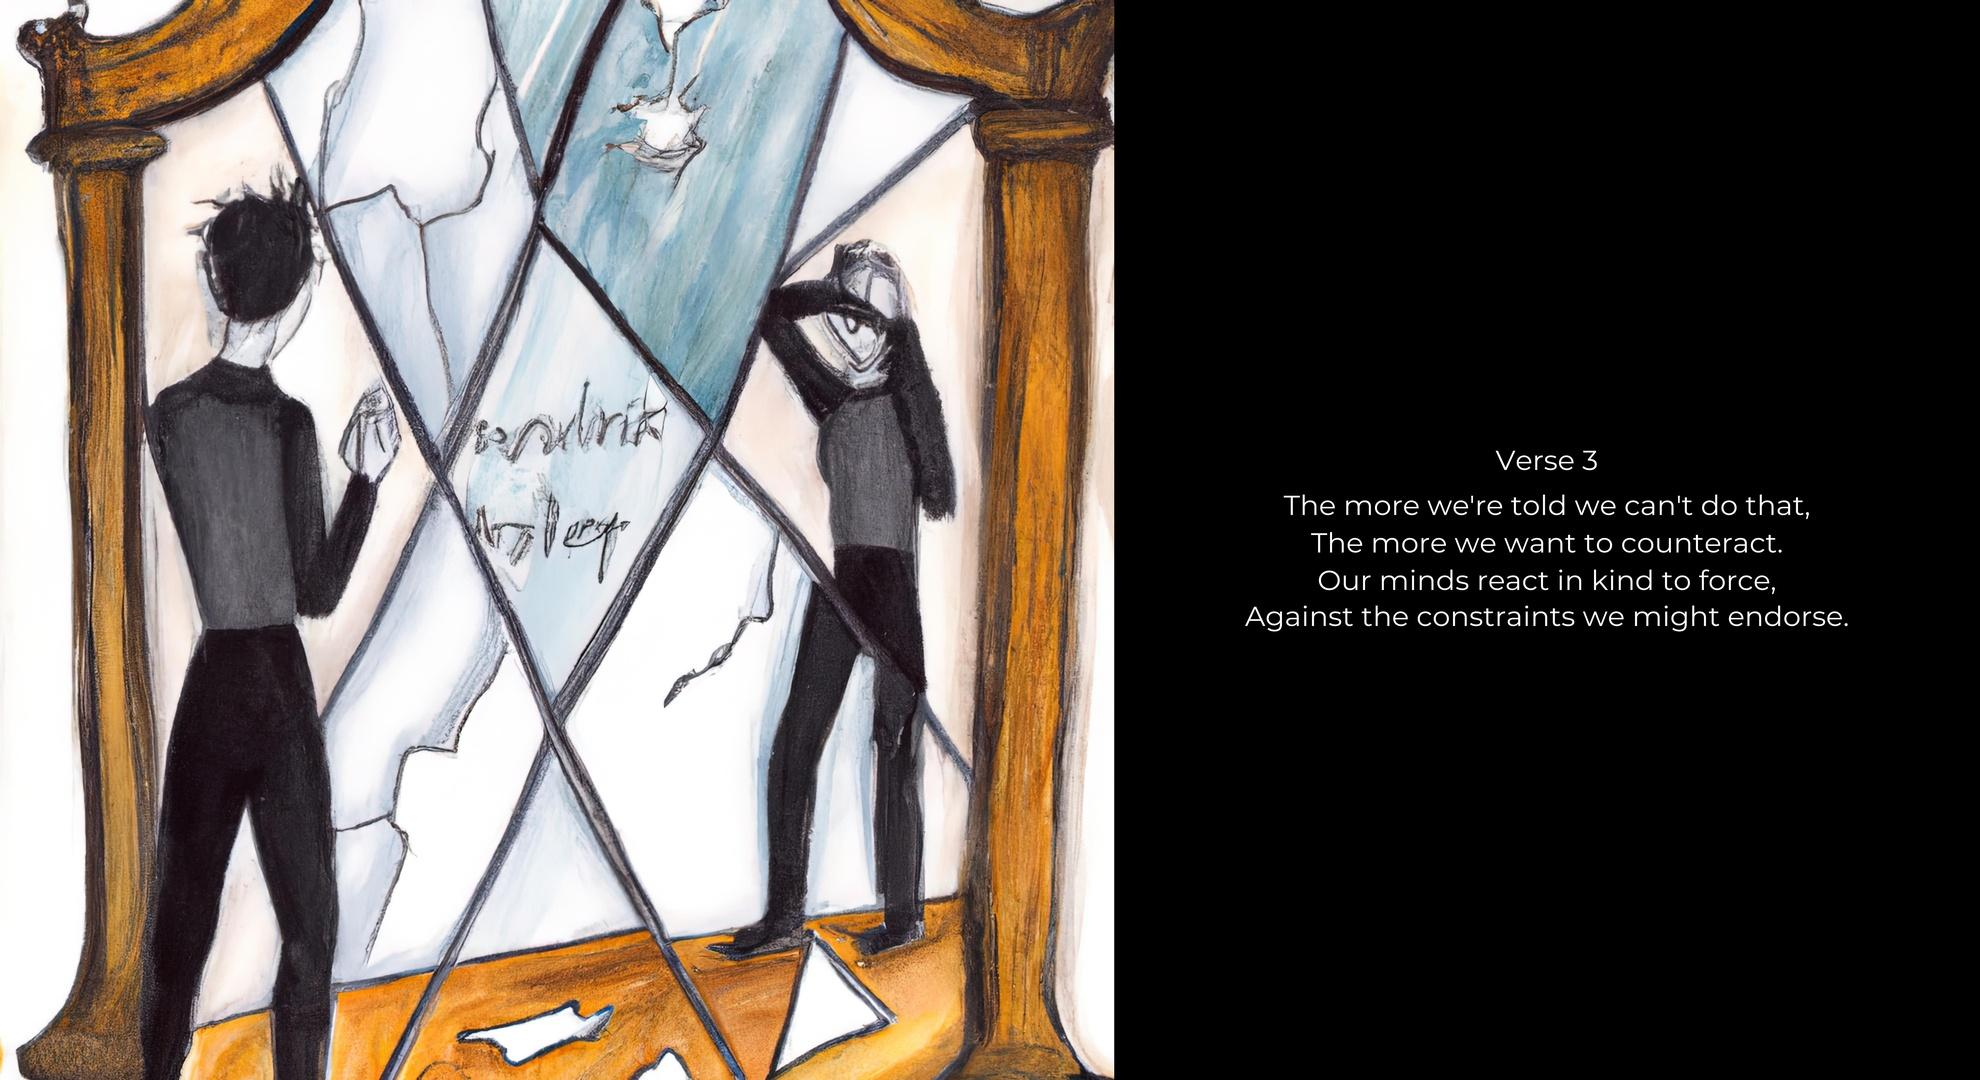 Verse 3
The more we're told we can't do that,
The more we want to counteract.
Our minds react in kind to force,
Against the constraints we might endorse.